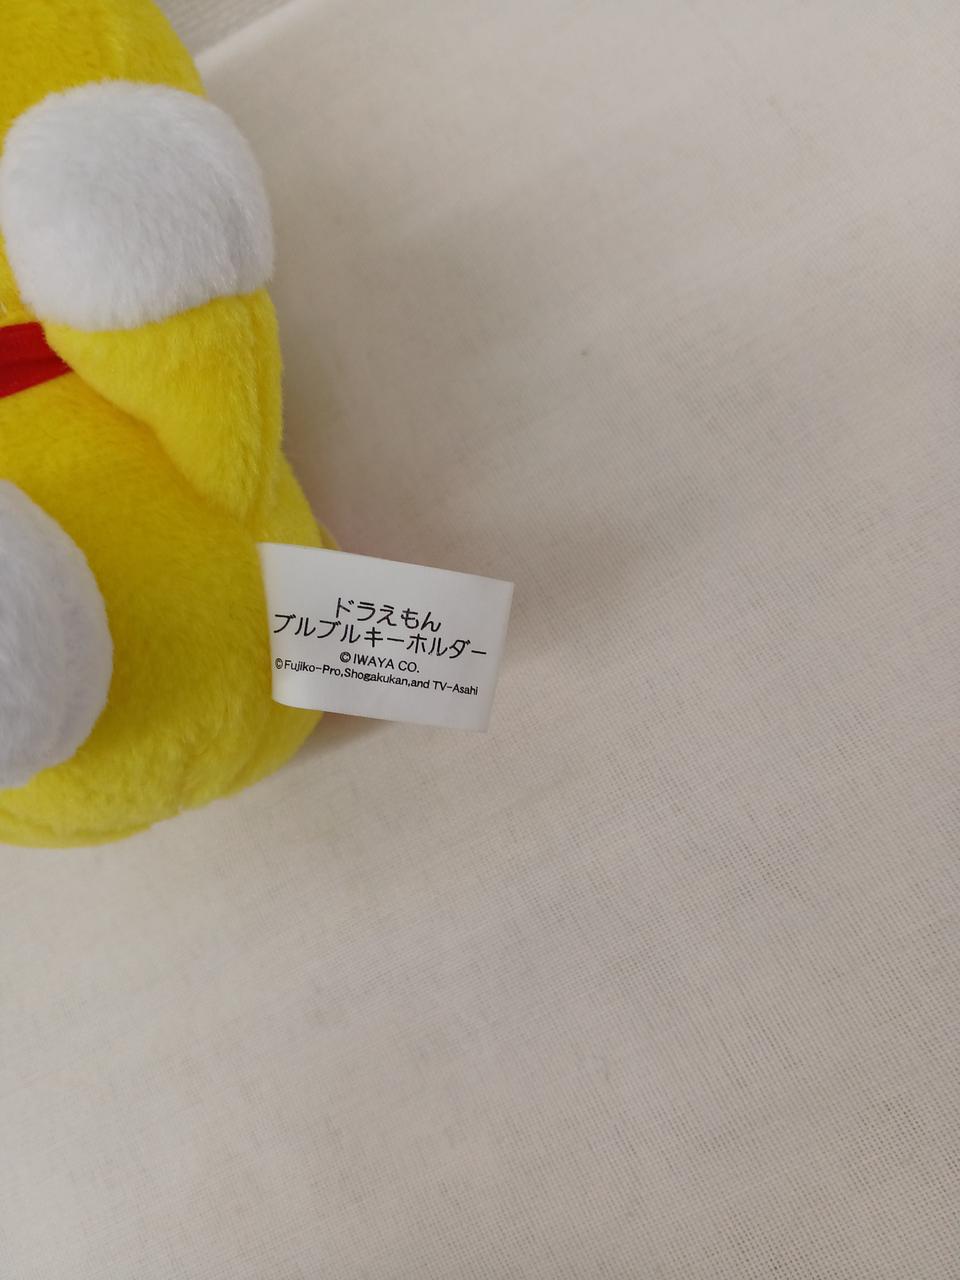 ドラえもん
ブルブルキーホルダー
©IWAYA CO.
©Fujiko-Pro,Shogakukan,and TV-Asahi